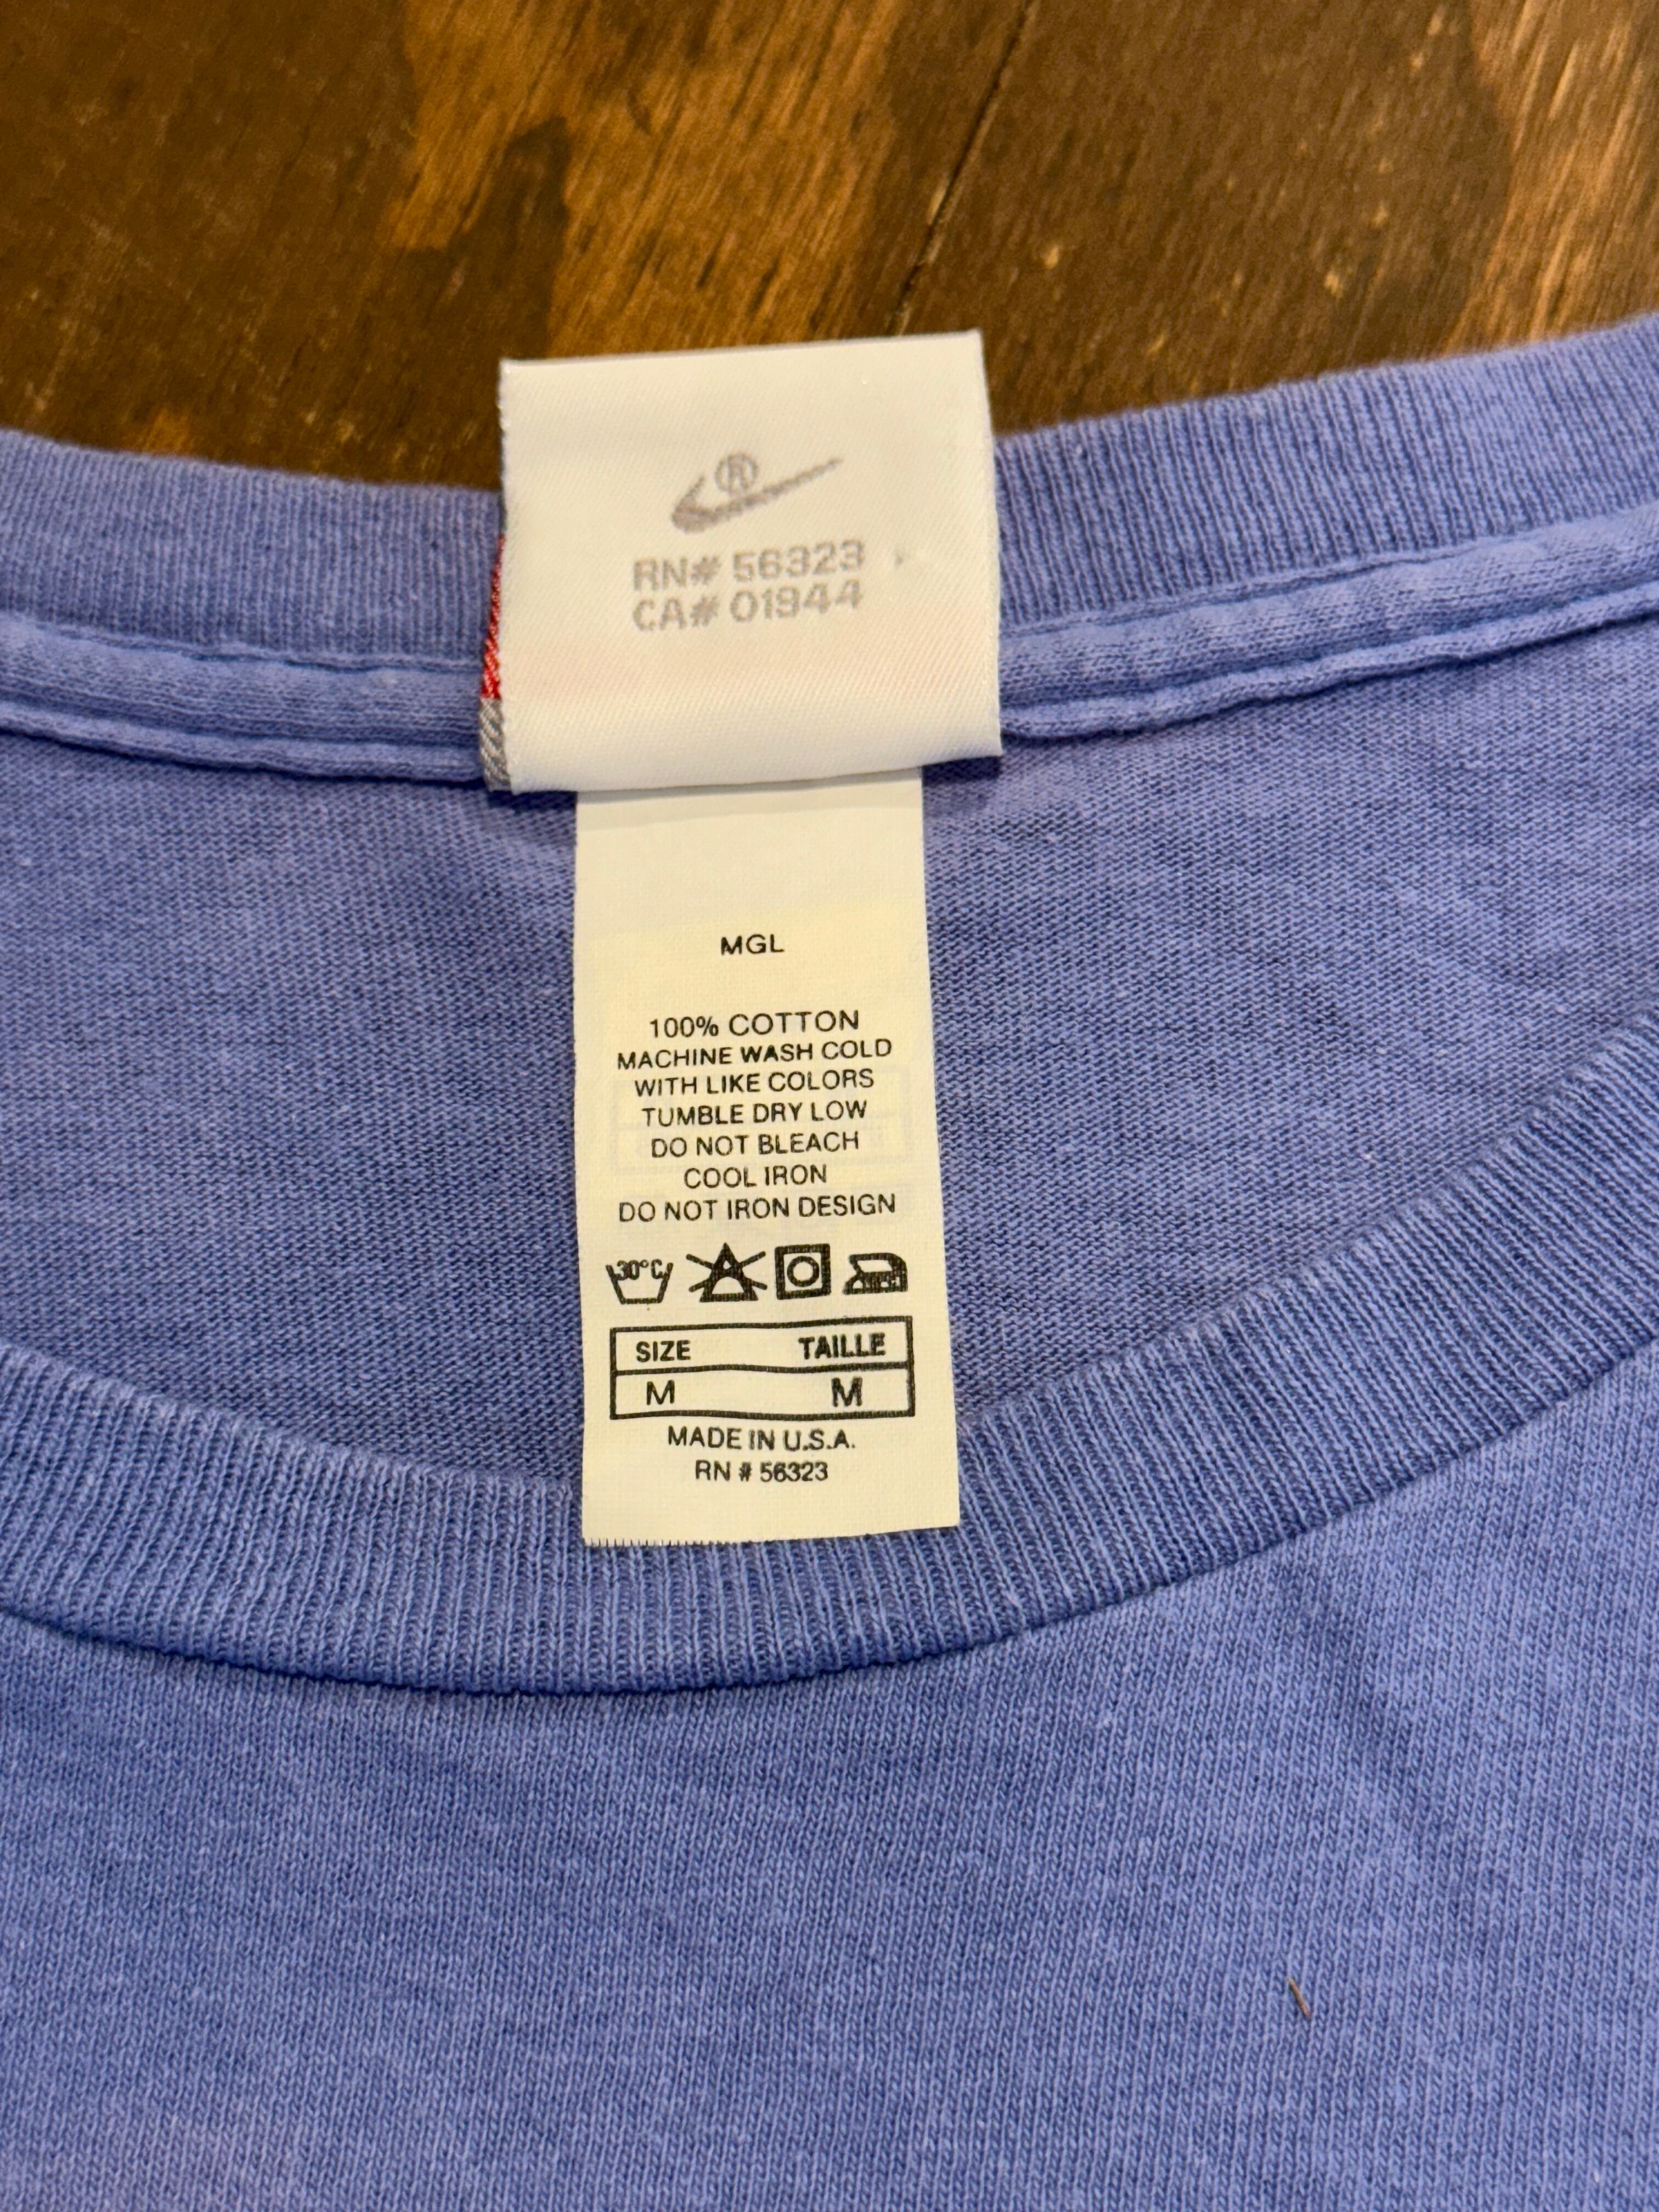 ®
RN# 56323
CA# 01944
MGL
100% COTTON
MACHINE WASH COLD
WITH LIKE COLORS
TUMBLE DRY LOW
DO NOT BLEACH
COOL IRON
DO NOT IRON DESIGN
30°C
SIZE TAILLE
M M
MADE IN U.S.A.
RN # 56323